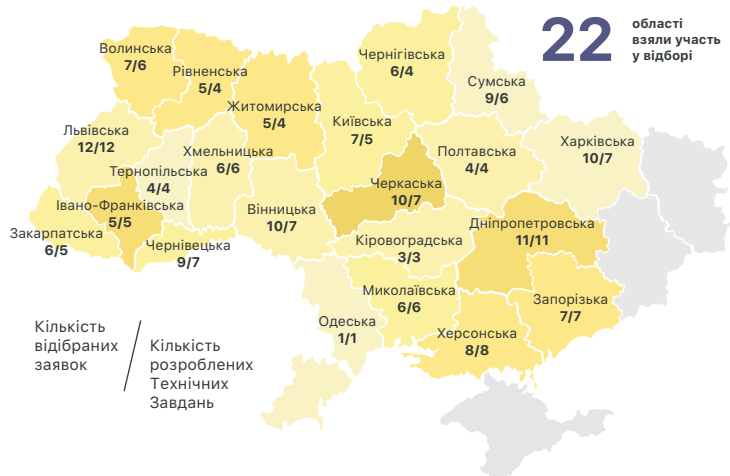 22
області
взяли участь
у відборі
Волинська
7/6
Рівненська
5/4
Житомирська
5/4
Чернігівська
6/4
Сумська
9/6
Київська
7/5
Львівська
12/12
Тернопільська
4/4
Хмельницька
6/6
Полтавська
4/4
Харківська
10/7
Черкаська
10/7
Івано-Франківська
5/5
Вінницька
10/7
Закарпатська
6/5
Чернівецька
9/7
Кіровоградська
3/3
Дніпропетровська
11/11
Миколаївська
6/6
Одеська
1/1
Херсонська
8/8
Запорізька
7/7
Кількість
відібраних
заявок
/
Кількість
розроблених
Технічних
Завдань